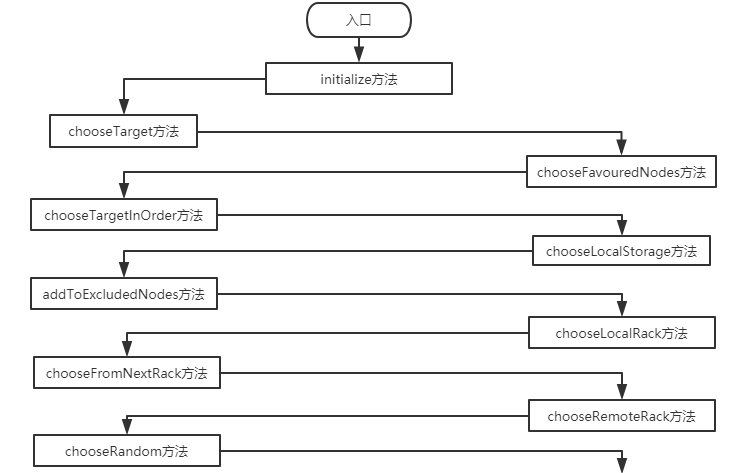 入口
initialize方法
chooseTarget方法
chooseFavouredNodes方法
chooseTargetInOrder方法
chooseLocalStorage方法
addToExcludedNodes方法
chooseLocalRack方法
chooseFromNextRack方法
chooseRemoteRack方法
chooseRandom方法